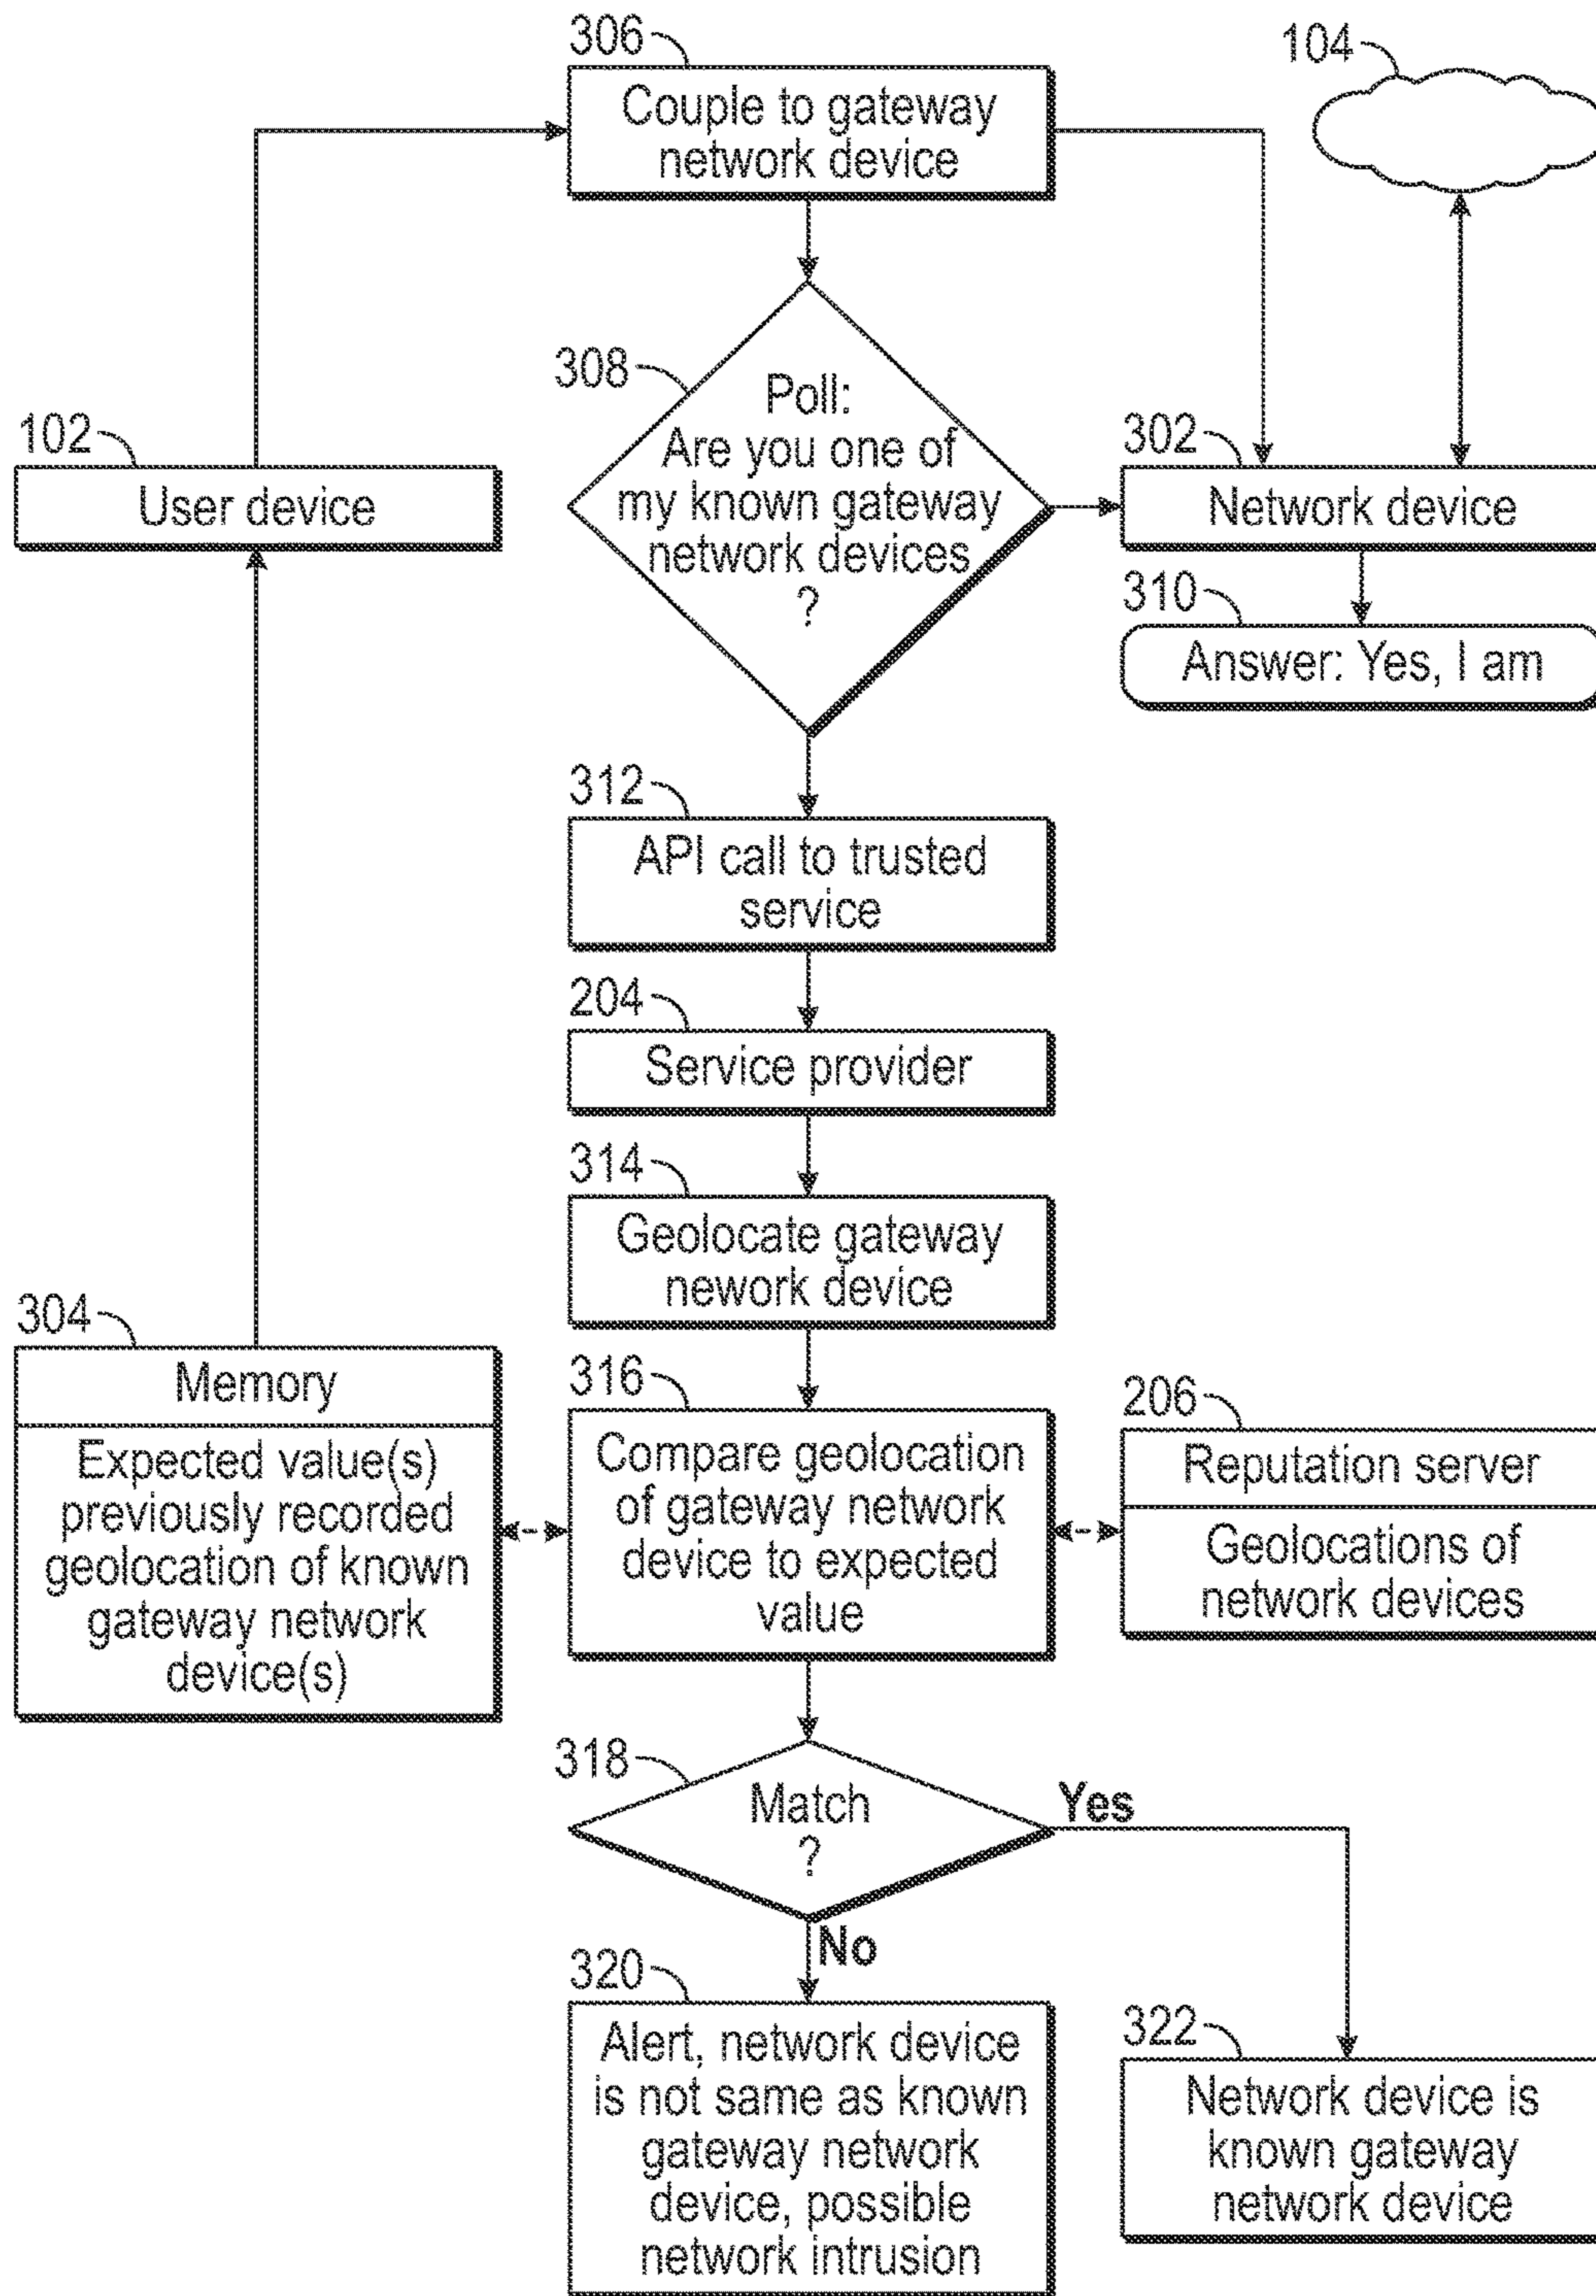 306
Couple to gateway
network device
104
308
Poll:
Are you one of
my known gateway
network devices
?
102
User device
302
Network device
310
Answer: Yes, I am
312
API call to trusted
service
204
Service provider
314
Geolocate gateway
nework device
304
Memory
Expected value(s)
previously recorded
geolocation of known
gateway network
device(s)
316
Compare geolocation
of gateway network
device to expected
value
206
Reputation server
Geolocations of
network devices
318
Match
?
Yes
No
320
Alert, network device
is not same as known
gateway network
device, possible
network intrusion
322
Network device is
known gateway
network device